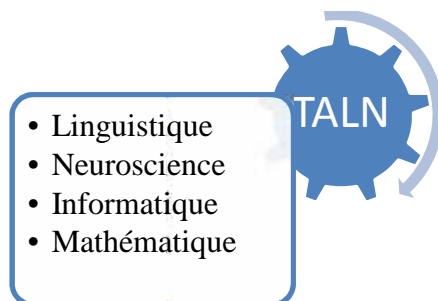 TALN
• Linguistique
• Neuroscience
• Informatique
• Mathématique